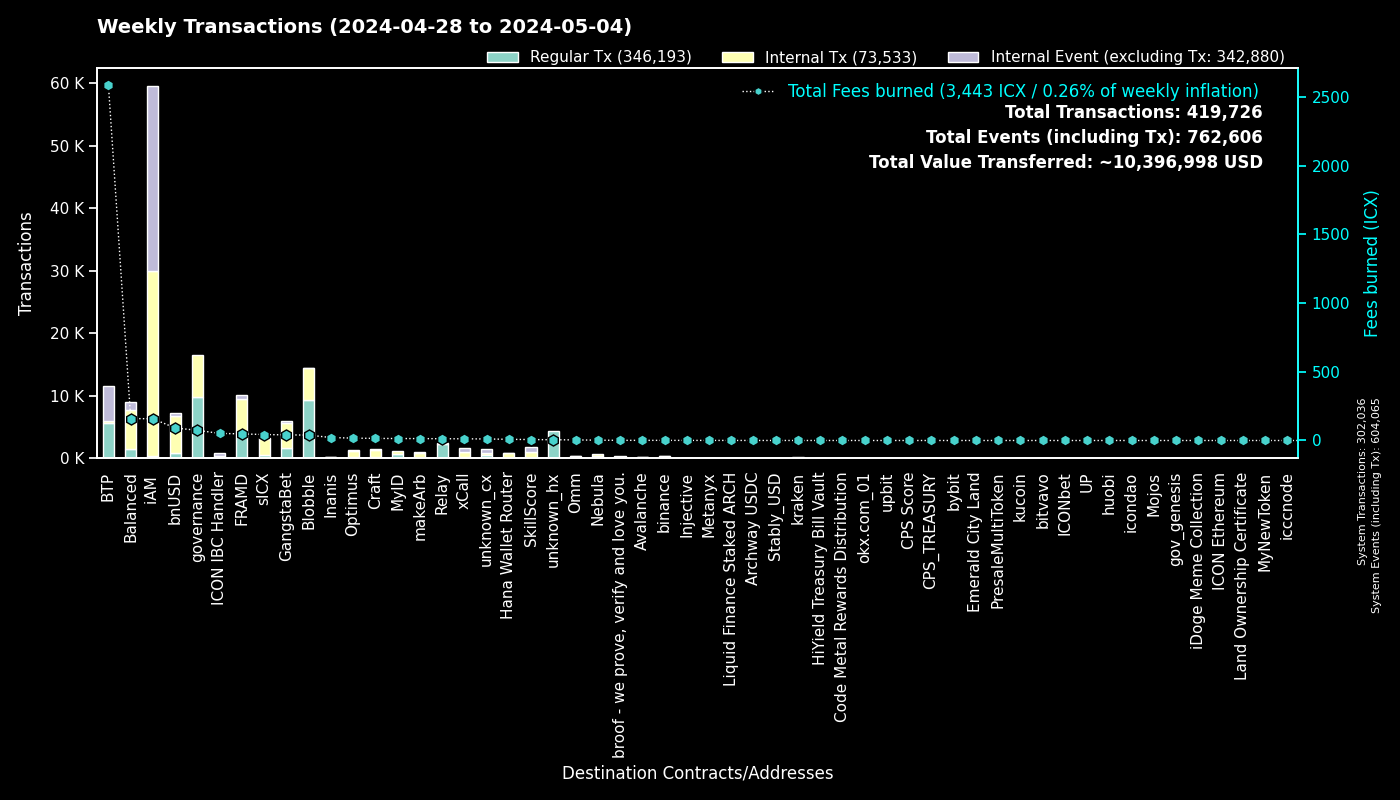 Weekly Transactions (2024-04-28 to 2024-05-04)
Regular Tx (346,193)
Internal Tx (73,533)
Internal Event (excluding Tx: 342,880)
Total Fees burned (3,443 ICX / 0.26% of weekly inflation)
Total Transactions: 419,726
Total Events (including Tx): 762,606
Total Value Transferred: ~10,396,998 USD
Transactions
60 K
50 K
40 K
30 K
20 K
10 K
0 K
2500
2000
1500
1000
500
0
Fees burned (ICX)
System Transactions: 302,036
System Events (including Tx): 604,065
BTP
Balanced
iAM
bnUSD
governance
ICON IBC Handler
FRAMD
sICX
GangstaBet
Blobble
Inanis
Optimus
Craft
MyID
makeArb
Relay
xCall
unknown_cx
Hana Wallet Router
SkillScore
unknown_hx
Omm
Nebula
broof - we prove, verify and love you.
Avalanche
binance
Injective
Metanyx
Liquid Finance Staked ARCH
Archway USDC
Stably_USD
kraken
HiYield Treasury Bill Vault
Code Metal Rewards Distribution
okx.com_01
upbit
CPS Score
CPS_TREASURY
bybit
Emerald City Land
PresaleMultiToken
kucoin
bitvavo
ICONbet
UP
huobi
icondao
Mojos
gov_genesis
iDoge Meme Collection
ICON Ethereum
Land Ownership Certificate
MyNewToken
icccnode
Destination Contracts/Addresses